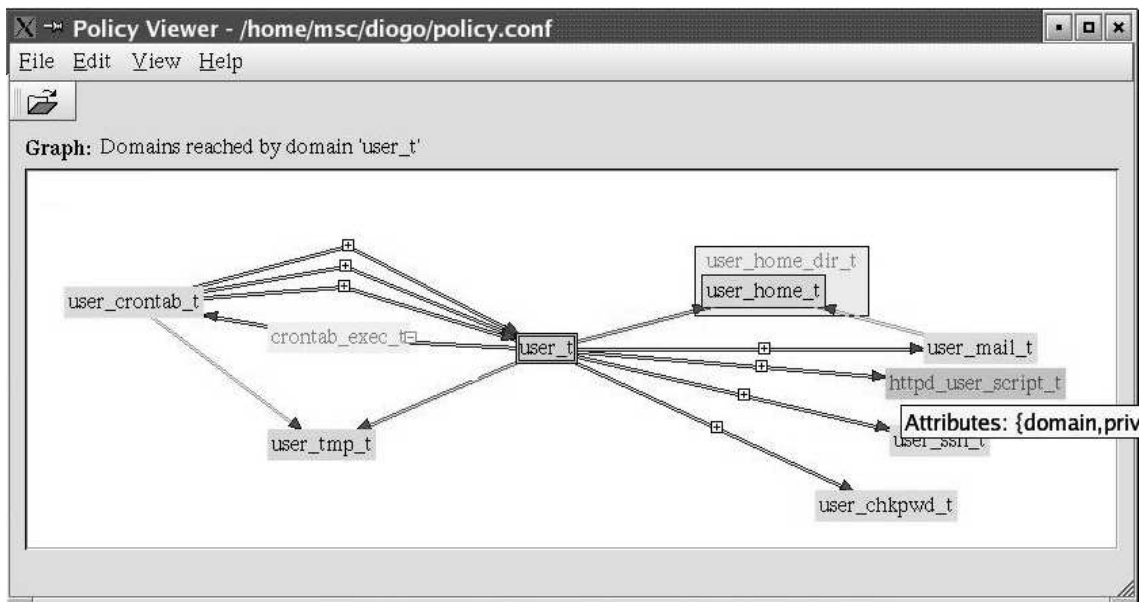 Policy Viewer - /home/msc/diogo/policy.conf
File Edit View Help
Graph: Domains reached by domain 'user_t'
user_home_dir_t
user_home_t
user_crontab_t
crontab_exec_t
user_t
user_mail_t
httpd_user_script_t
Attributes: {domain,priv
user_ssh_t
user_tmp_t
user_chkpwd_t